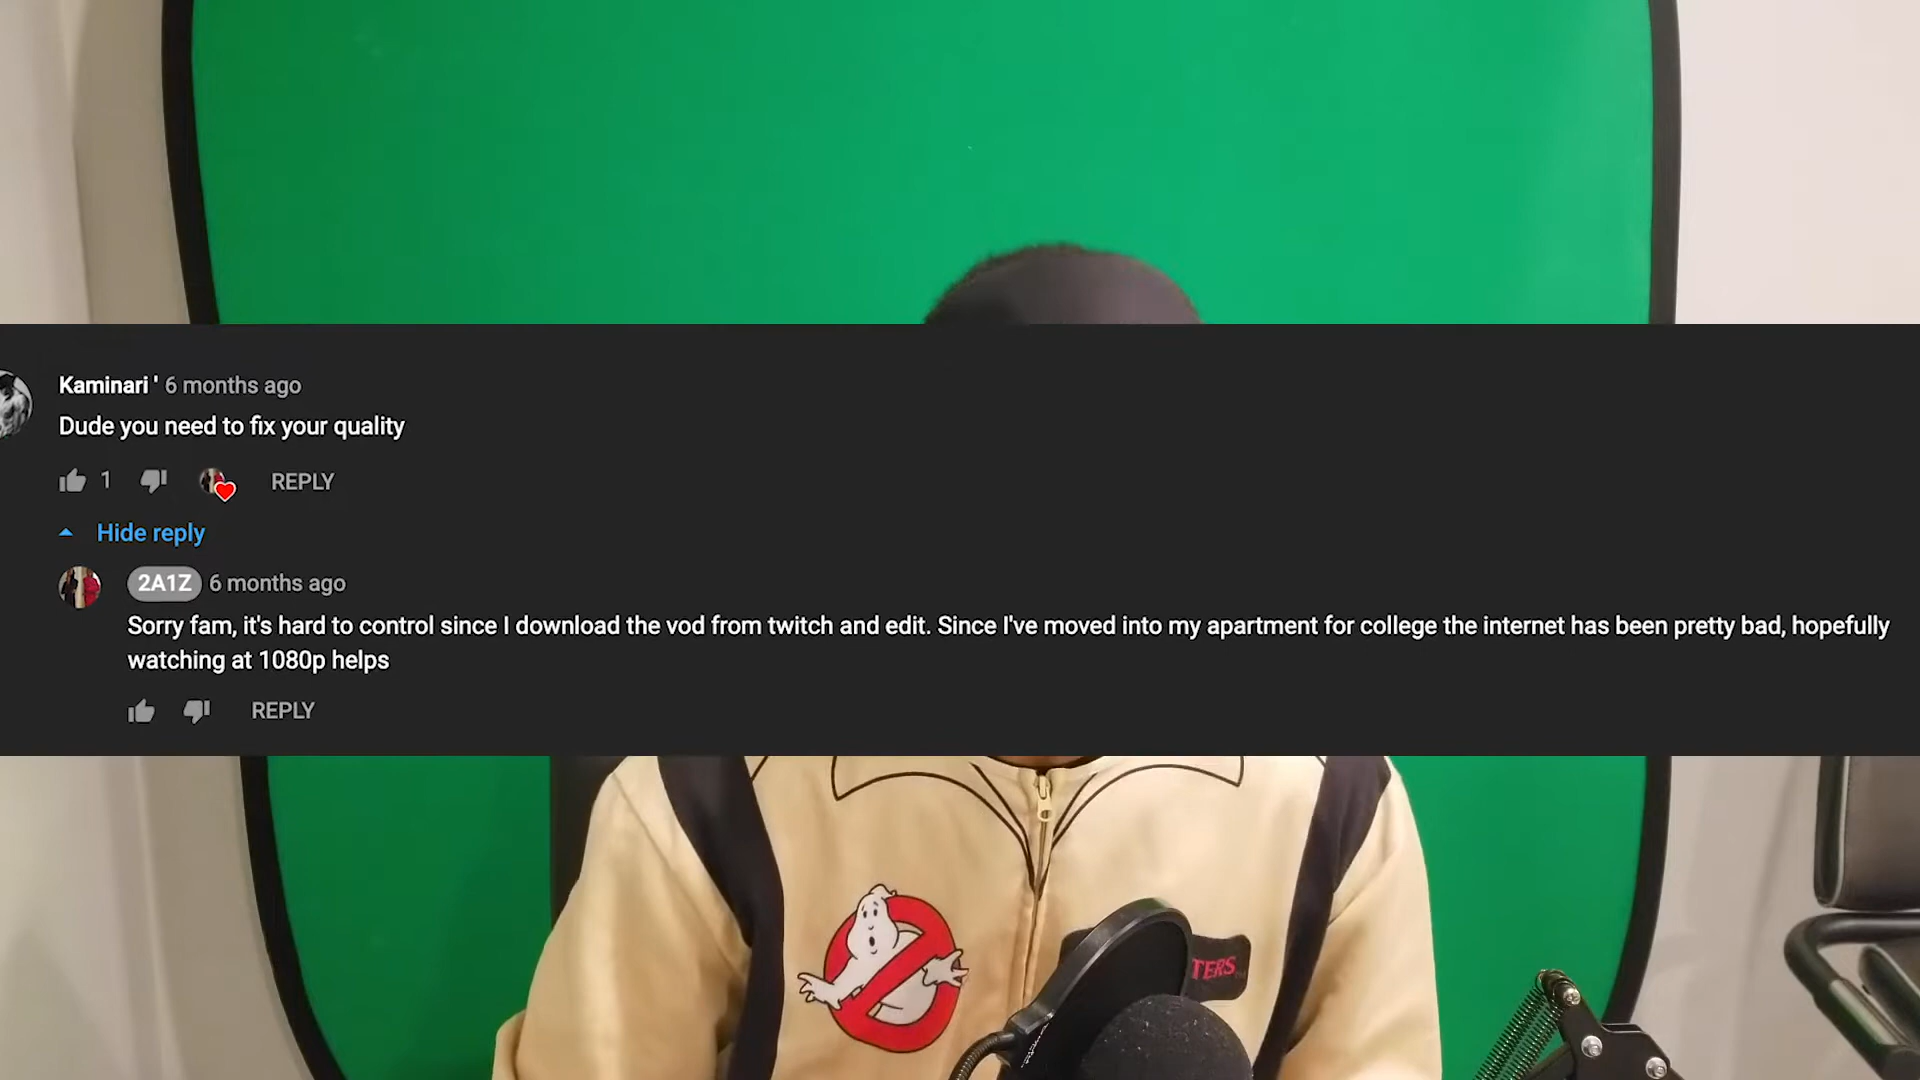 Kaminari ' 6 months ago
Dude you need to fix your quality
1 REPLY
Hide reply
2A1Z 6 months ago
Sorry fam, it's hard to control since I download the vod from twitch and edit. Since I've moved into my apartment for college the internet has been pretty bad, hopefully
watching at 1080p helps
REPLY
TERS